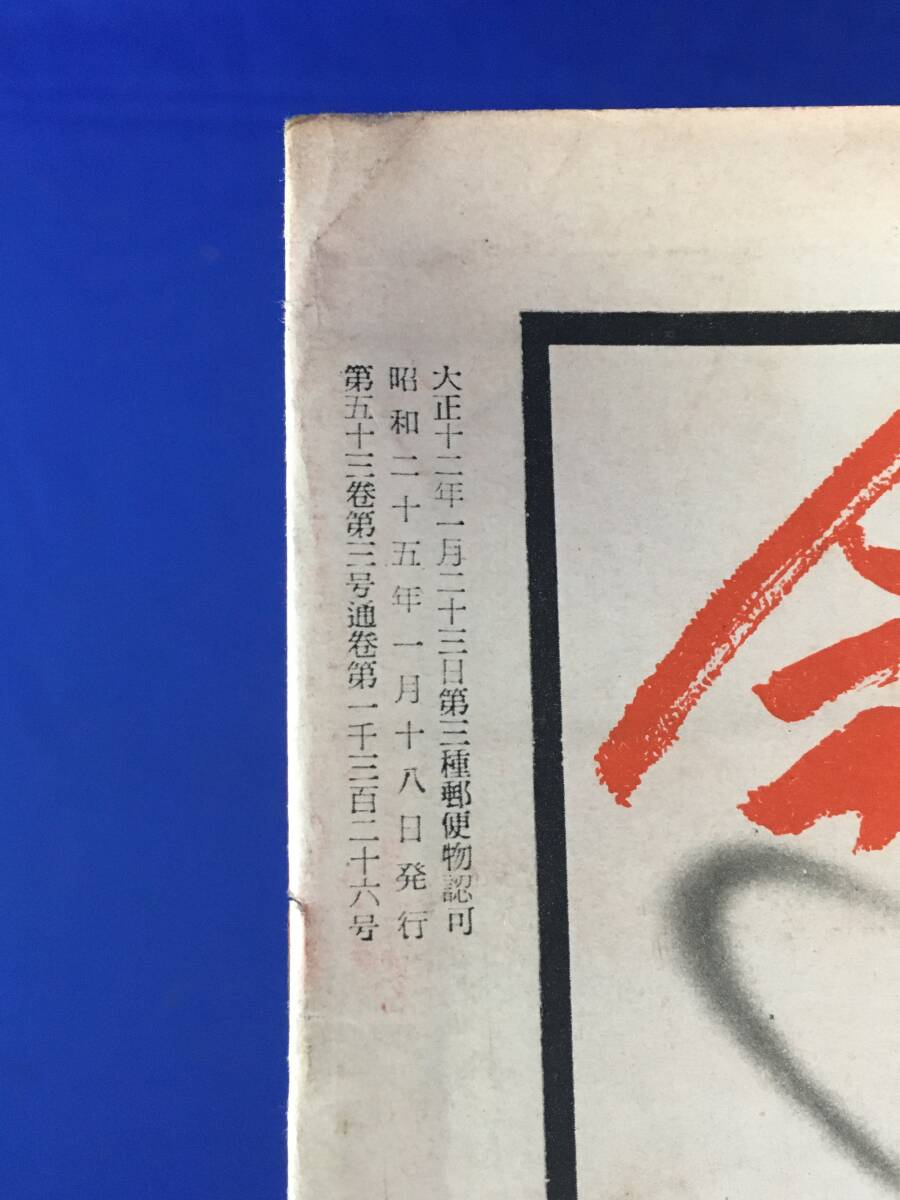 大正十二年一月二十三日第三種郵便物認可
昭和二十五年一月十八日発行
第五十三巻第三号通巻第一千三百二十六号